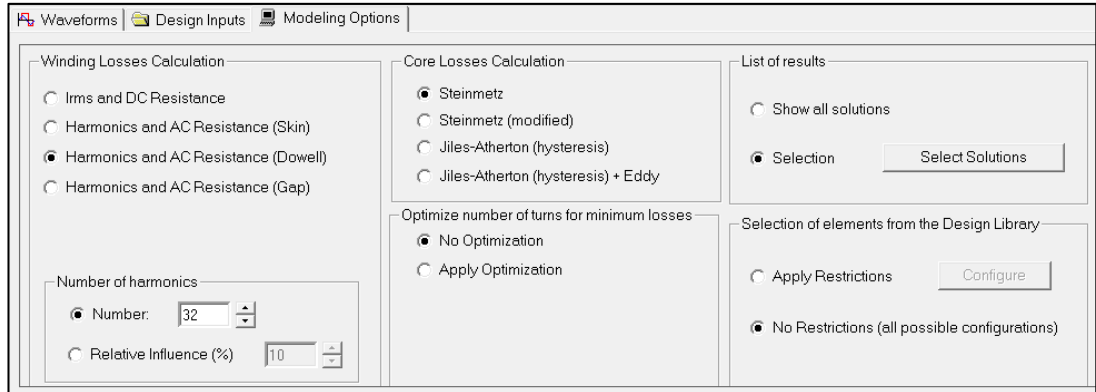 Waveforms
Design Inputs
Modeling Options
Winding Losses Calculation
Irms and DC Resistance
Harmonics and AC Resistance (Skin)
Harmonics and AC Resistance (Dowell)
Harmonics and AC Resistance (Gap)
Number of harmonics
Number: 32
Relative Influence (%) 10
Core Losses Calculation
Steinmetz
Steinmetz (modified)
Jiles-Atherton (hysteresis)
Jiles-Atherton (hysteresis) + Eddy
Optimize number of turns for minimum losses
No Optimization
Apply Optimization
List of results
Show all solutions
Selection Select Solutions
Selection of elements from the Design Library
Apply Restrictions Configure
No Restrictions (all possible configurations)